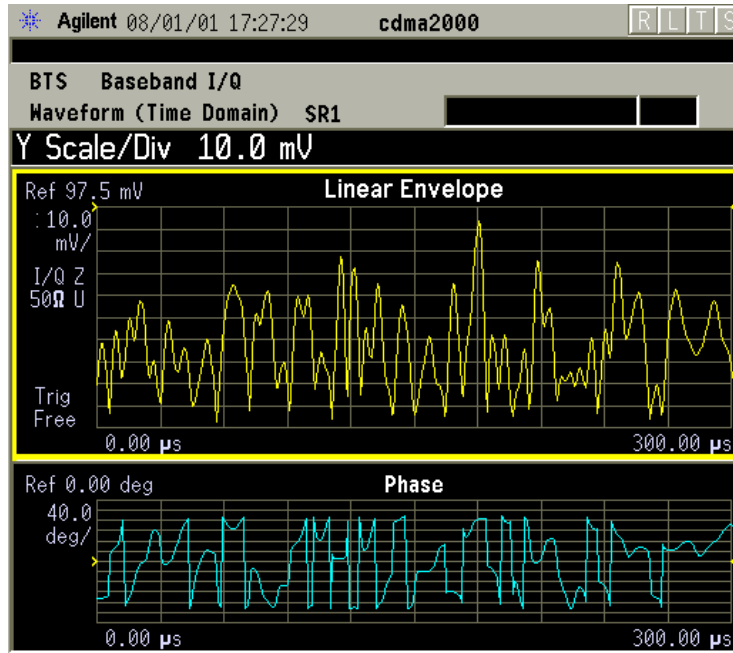 Agilent 08/01/01 17:27:29 cdma2000 R L T S
BTS Baseband I/Q
Waveform (Time Domain) SR1
Y Scale/Div 10.0 mV
Ref 97.5 mV Linear Envelope
10.0
mV/
I/Q Z
50Ω U
Trig
Free
0.00 µs 300.00 µs
Ref 0.00 deg Phase
40.0
deg/
0.00 µs 300.00 µs